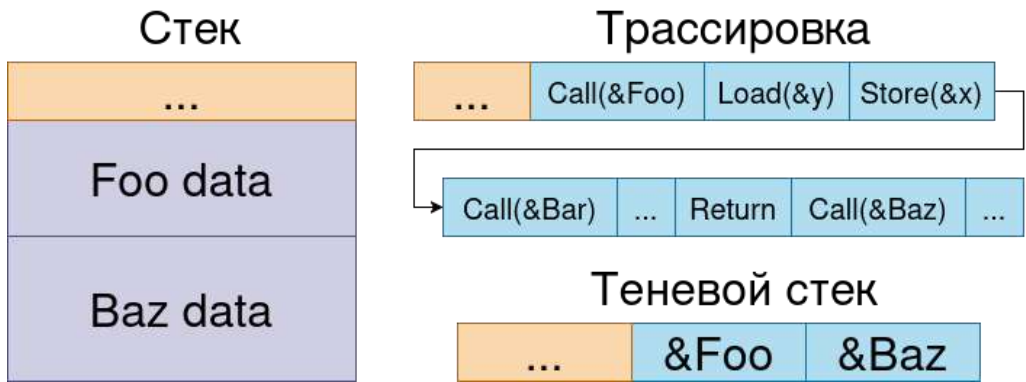 Стек
...
Foo data
Baz data
Трассировка
... Call(&Foo) Load(&y) Store(&x)
Call(&Bar) ... Return Call(&Baz) ...
Теневой стек
... &Foo &Baz